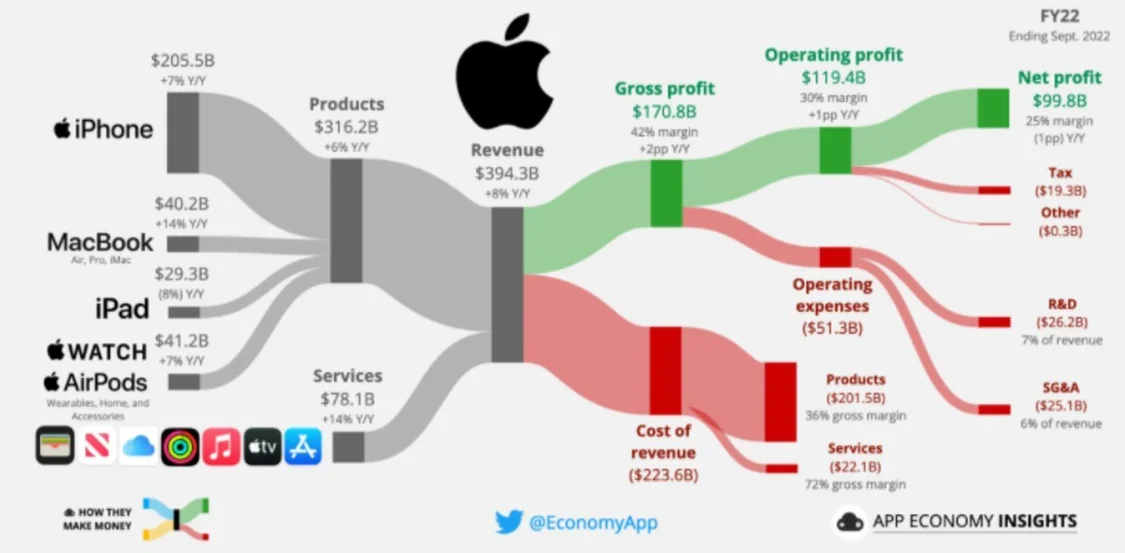 FY22
Ending Sept. 2022
$205.5B
+7% Y/Y
iPhone
$40.2B
+14% Y/Y
MacBook
Air, Pro, iMac
$29.3B
(8%) Y/Y
iPad
$41.2B
+7% Y/Y
WATCH
AirPods
Wearables, Home, and
Accessories
Products
$316.2B
+6% Y/Y
Services
$78.1B
+14% Y/Y
tv
Revenue
$394.3B
+8% Y/Y
Gross profit
$170.8B
42% margin
+2pp Y/Y
Operating profit
$119.4B
30% margin
+1pp Y/Y
Net profit
$99.8B
25% margin
(1pp) Y/Y
Tax
($19.3B)
Other
($0.3B)
Operating
expenses
($51.3B)
R&D
($26.2B)
7% of revenue
SG&A
($25.1B)
6% of revenue
Cost of
revenue
($223.6B)
Products
($201.5B)
36% gross margin
Services
($22.1B)
72% gross margin
HOW THEY
MAKE MONEY
@EconomyApp
APP ECONOMY INSIGHTS